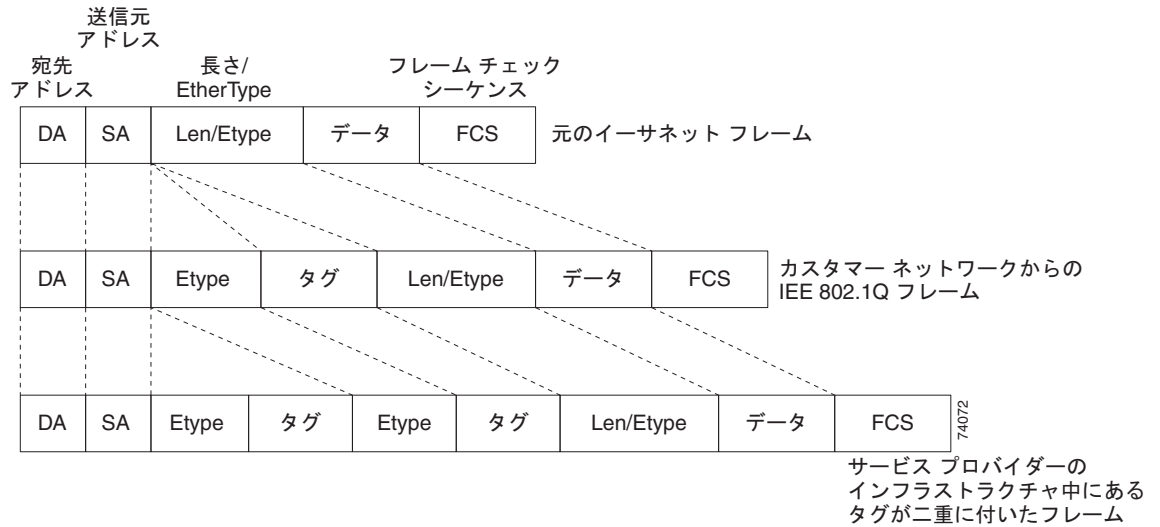 送信元
アドレス
宛先
アドレス
長さ/
EtherType
フレーム チェック
シーケンス
DA SA Len/Etype データ FCS 元のイーサネット フレーム
DA SA Etype タグ Len/Etype データ FCS カスタマー ネットワークからの
IEE 802.1Q フレーム
DA SA Etype タグ Etype タグ Len/Etype データ FCS 74072
サービス プロバイダーの
インフラストラクチャ中にある
タグが二重に付いたフレーム